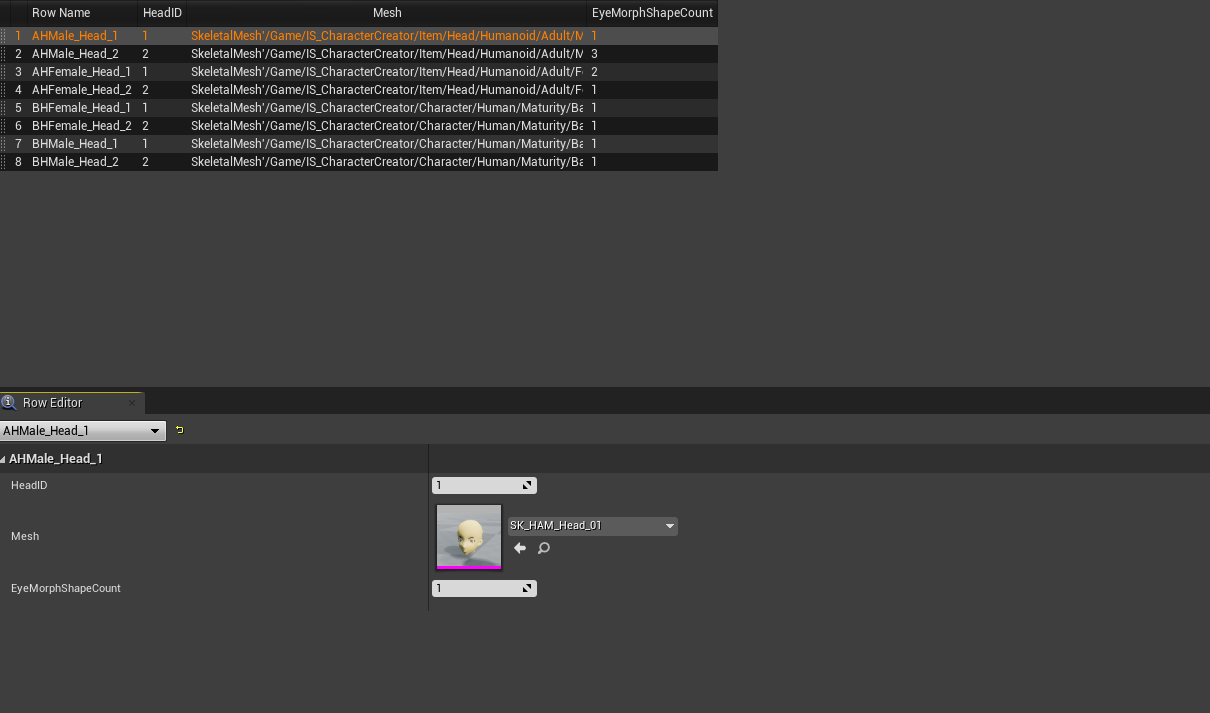 Row Name HeadID Mesh EyeMorphShapeCount
1 AHMale_Head_1 1 SkeletalMesh'/Game/IS_CharacterCreator/Item/Head/Humanoid/Adult/M 1
2 AHMale_Head_2 2 SkeletalMesh'/Game/IS_CharacterCreator/Item/Head/Humanoid/Adult/M 3
3 AHFemale_Head_1 1 SkeletalMesh'/Game/IS_CharacterCreator/Item/Head/Humanoid/Adult/F 2
4 AHFemale_Head_2 2 SkeletalMesh'/Game/IS_CharacterCreator/Item/Head/Humanoid/Adult/F 1
5 BHFemale_Head_1 1 SkeletalMesh'/Game/IS_CharacterCreator/Character/Human/Maturity/Ba 1
6 BHFemale_Head_2 2 SkeletalMesh'/Game/IS_CharacterCreator/Character/Human/Maturity/Ba 1
7 BHMale_Head_1 1 SkeletalMesh'/Game/IS_CharacterCreator/Character/Human/Maturity/Ba 1
8 BHMale_Head_2 2 SkeletalMesh'/Game/IS_CharacterCreator/Character/Human/Maturity/Ba 1
Row Editor
AHMale_Head_1
AHMale_Head_1
HeadID 1
Mesh SK_HAM_Head_01
EyeMorphShapeCount 1